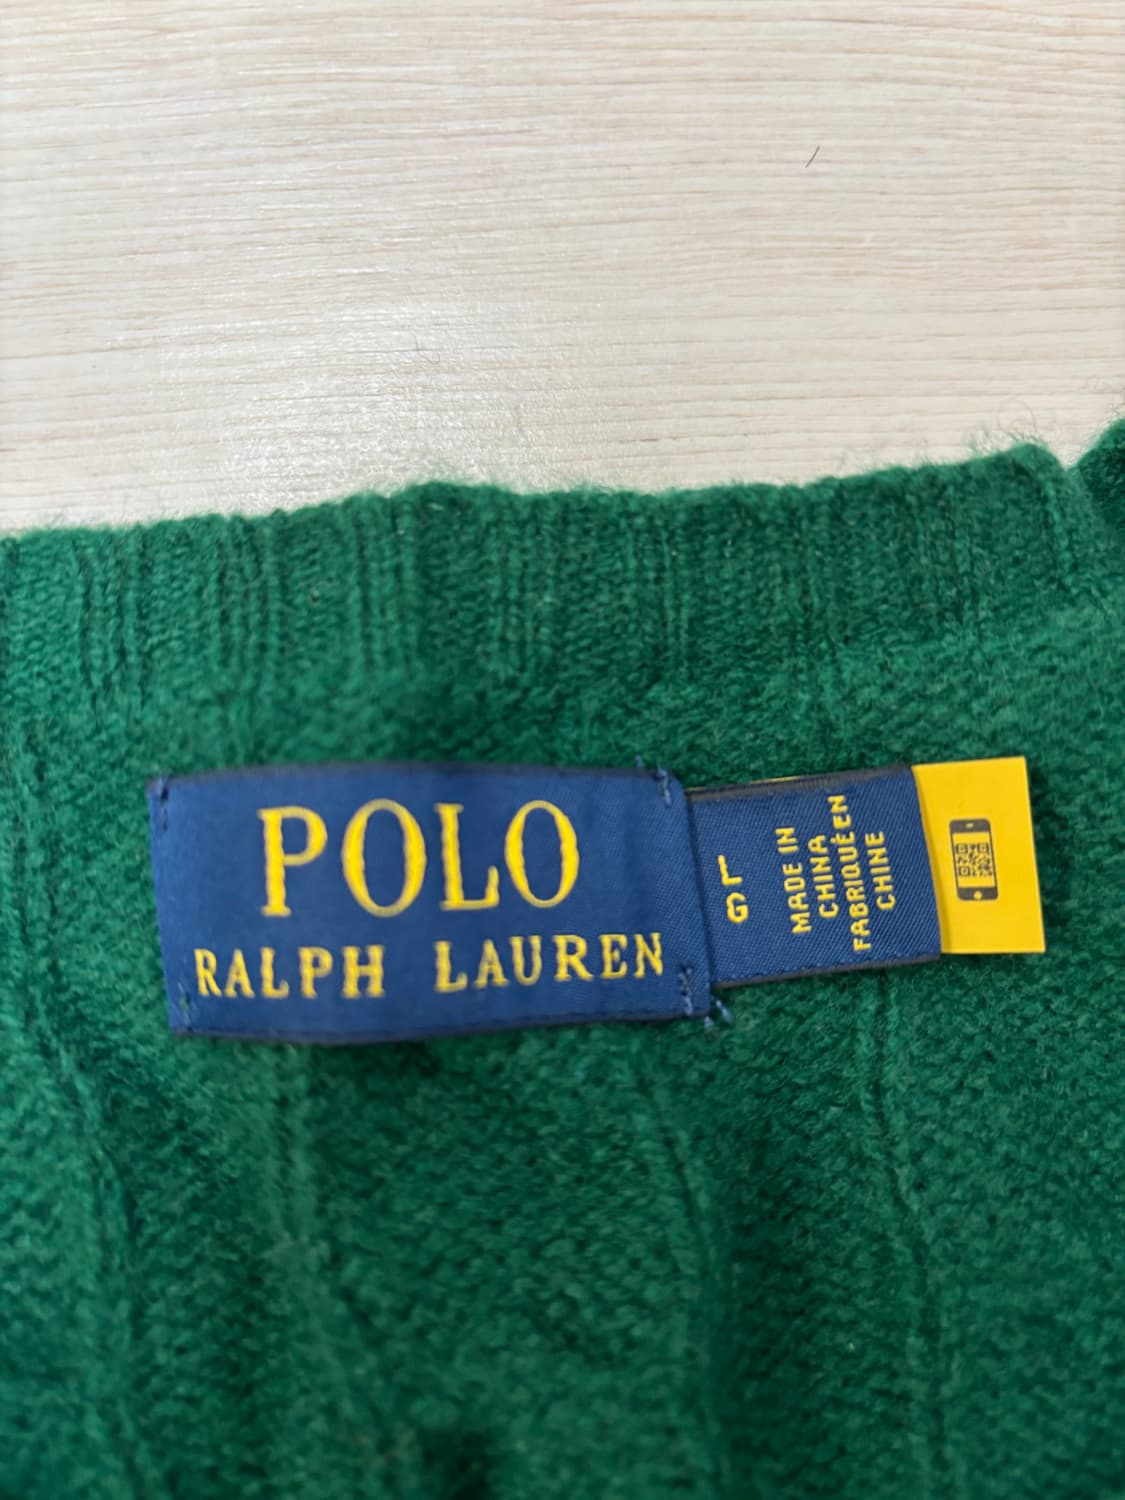 POLO
RALPH LAUREN
L
G
MADE IN
CHINA
FABRIQUÉ EN
CHINE